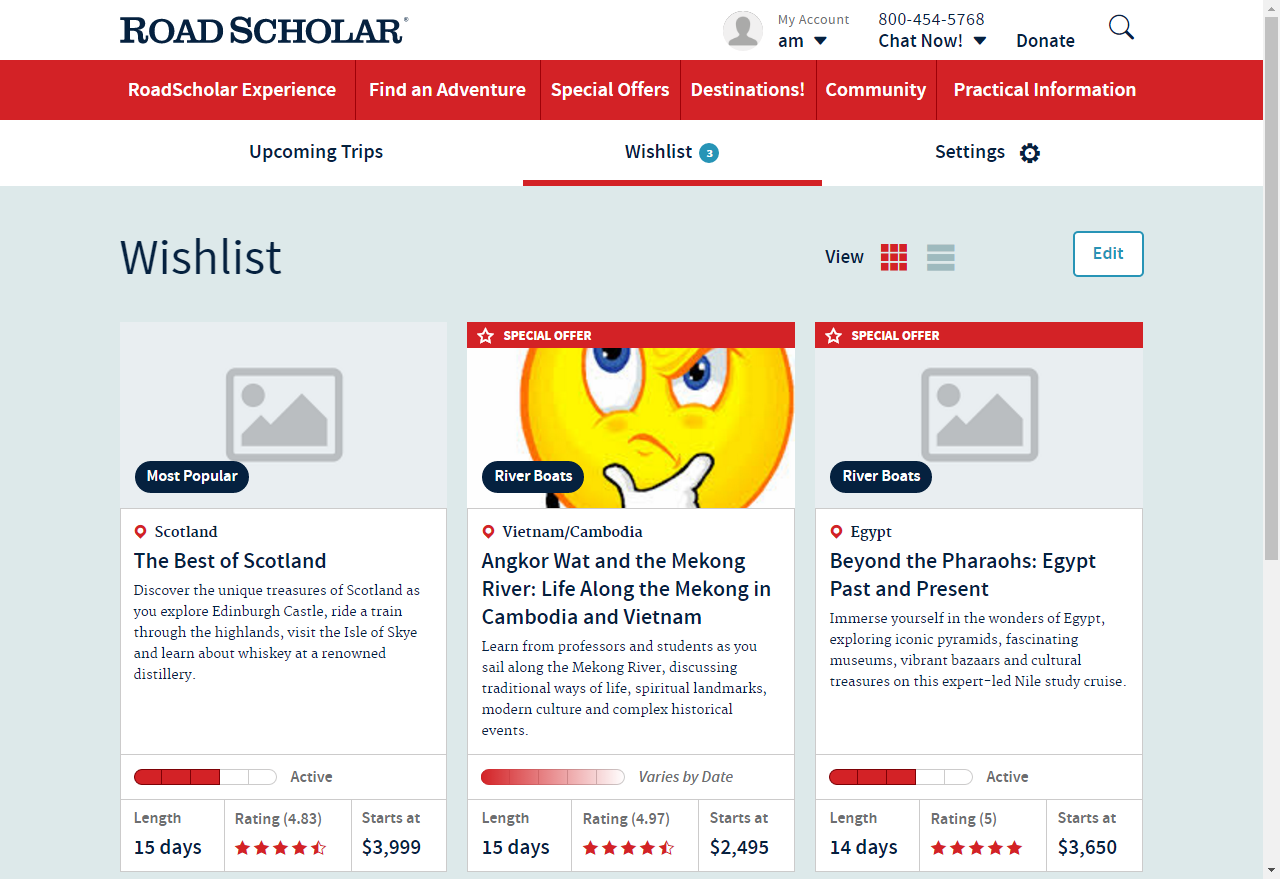 ROAD SCHOLAR®
My Account
am
800-454-5768
Chat Now!
Donate
RoadScholar Experience
Find an Adventure
Special Offers
Destinations!
Community
Practical Information
Upcoming Trips
Wishlist 3
Settings
Wishlist
View
Edit
Most Popular
Scotland
The Best of Scotland
Discover the unique treasures of Scotland as
you explore Edinburgh Castle, ride a train
through the highlands, visit the Isle of Skye
and learn about whiskey at a renowned
distillery.
Active
Length
15 days
Rating (4.83)
Starts at
$3,999
SPECIAL OFFER
River Boats
Vietnam/Cambodia
Angkor Wat and the Mekong
River: Life Along the Mekong in
Cambodia and Vietnam
Learn from professors and students as you
sail along the Mekong River, discussing
traditional ways of life, spiritual landmarks,
modern culture and complex historical
events.
Varies by Date
Length
15 days
Rating (4.97)
Starts at
$2,495
SPECIAL OFFER
River Boats
Egypt
Beyond the Pharaohs: Egypt
Past and Present
Immerse yourself in the wonders of Egypt,
exploring iconic pyramids, fascinating
museums, vibrant bazaars and cultural
treasures on this expert-led Nile study cruise.
Active
Length
14 days
Rating (5)
Starts at
$3,650